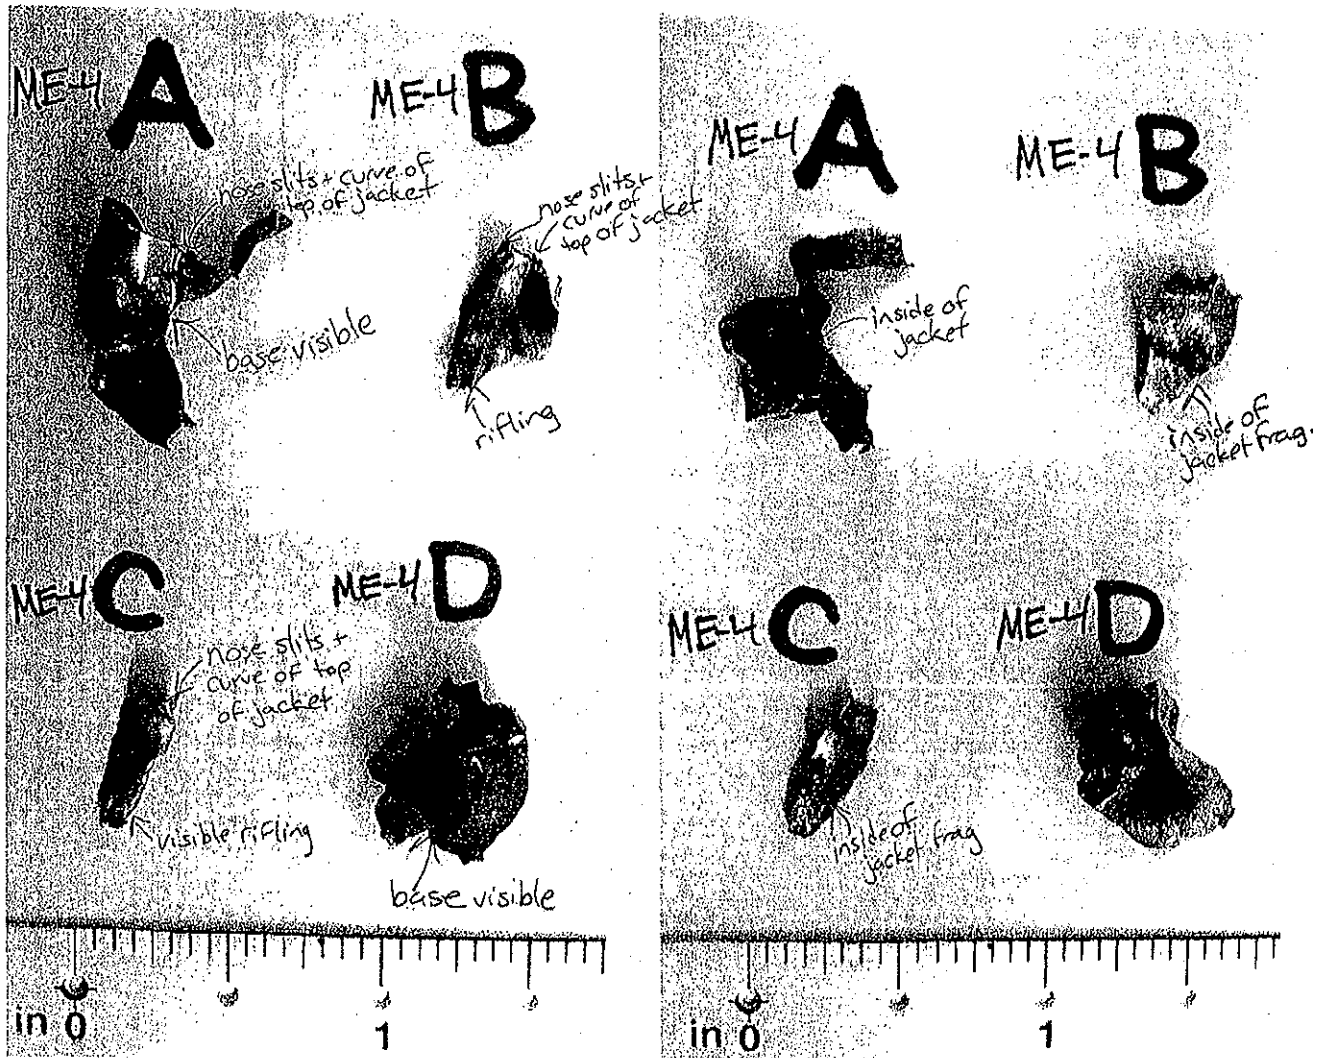 ME-4 A
ME-4 B
nose slits + curve of
top of jacket
nose slits +
curve of
top of jacket
base visible
rifling
ME-4 C
ME-4 D
nose slits +
curve of top
of jacket
visible rifling
base visible
in 0
1
ME-4 A
ME-4 B
inside of
jacket
inside of
jacket frag.
ME-4 C
ME-4 D
inside of
jacket frag
in 0
1